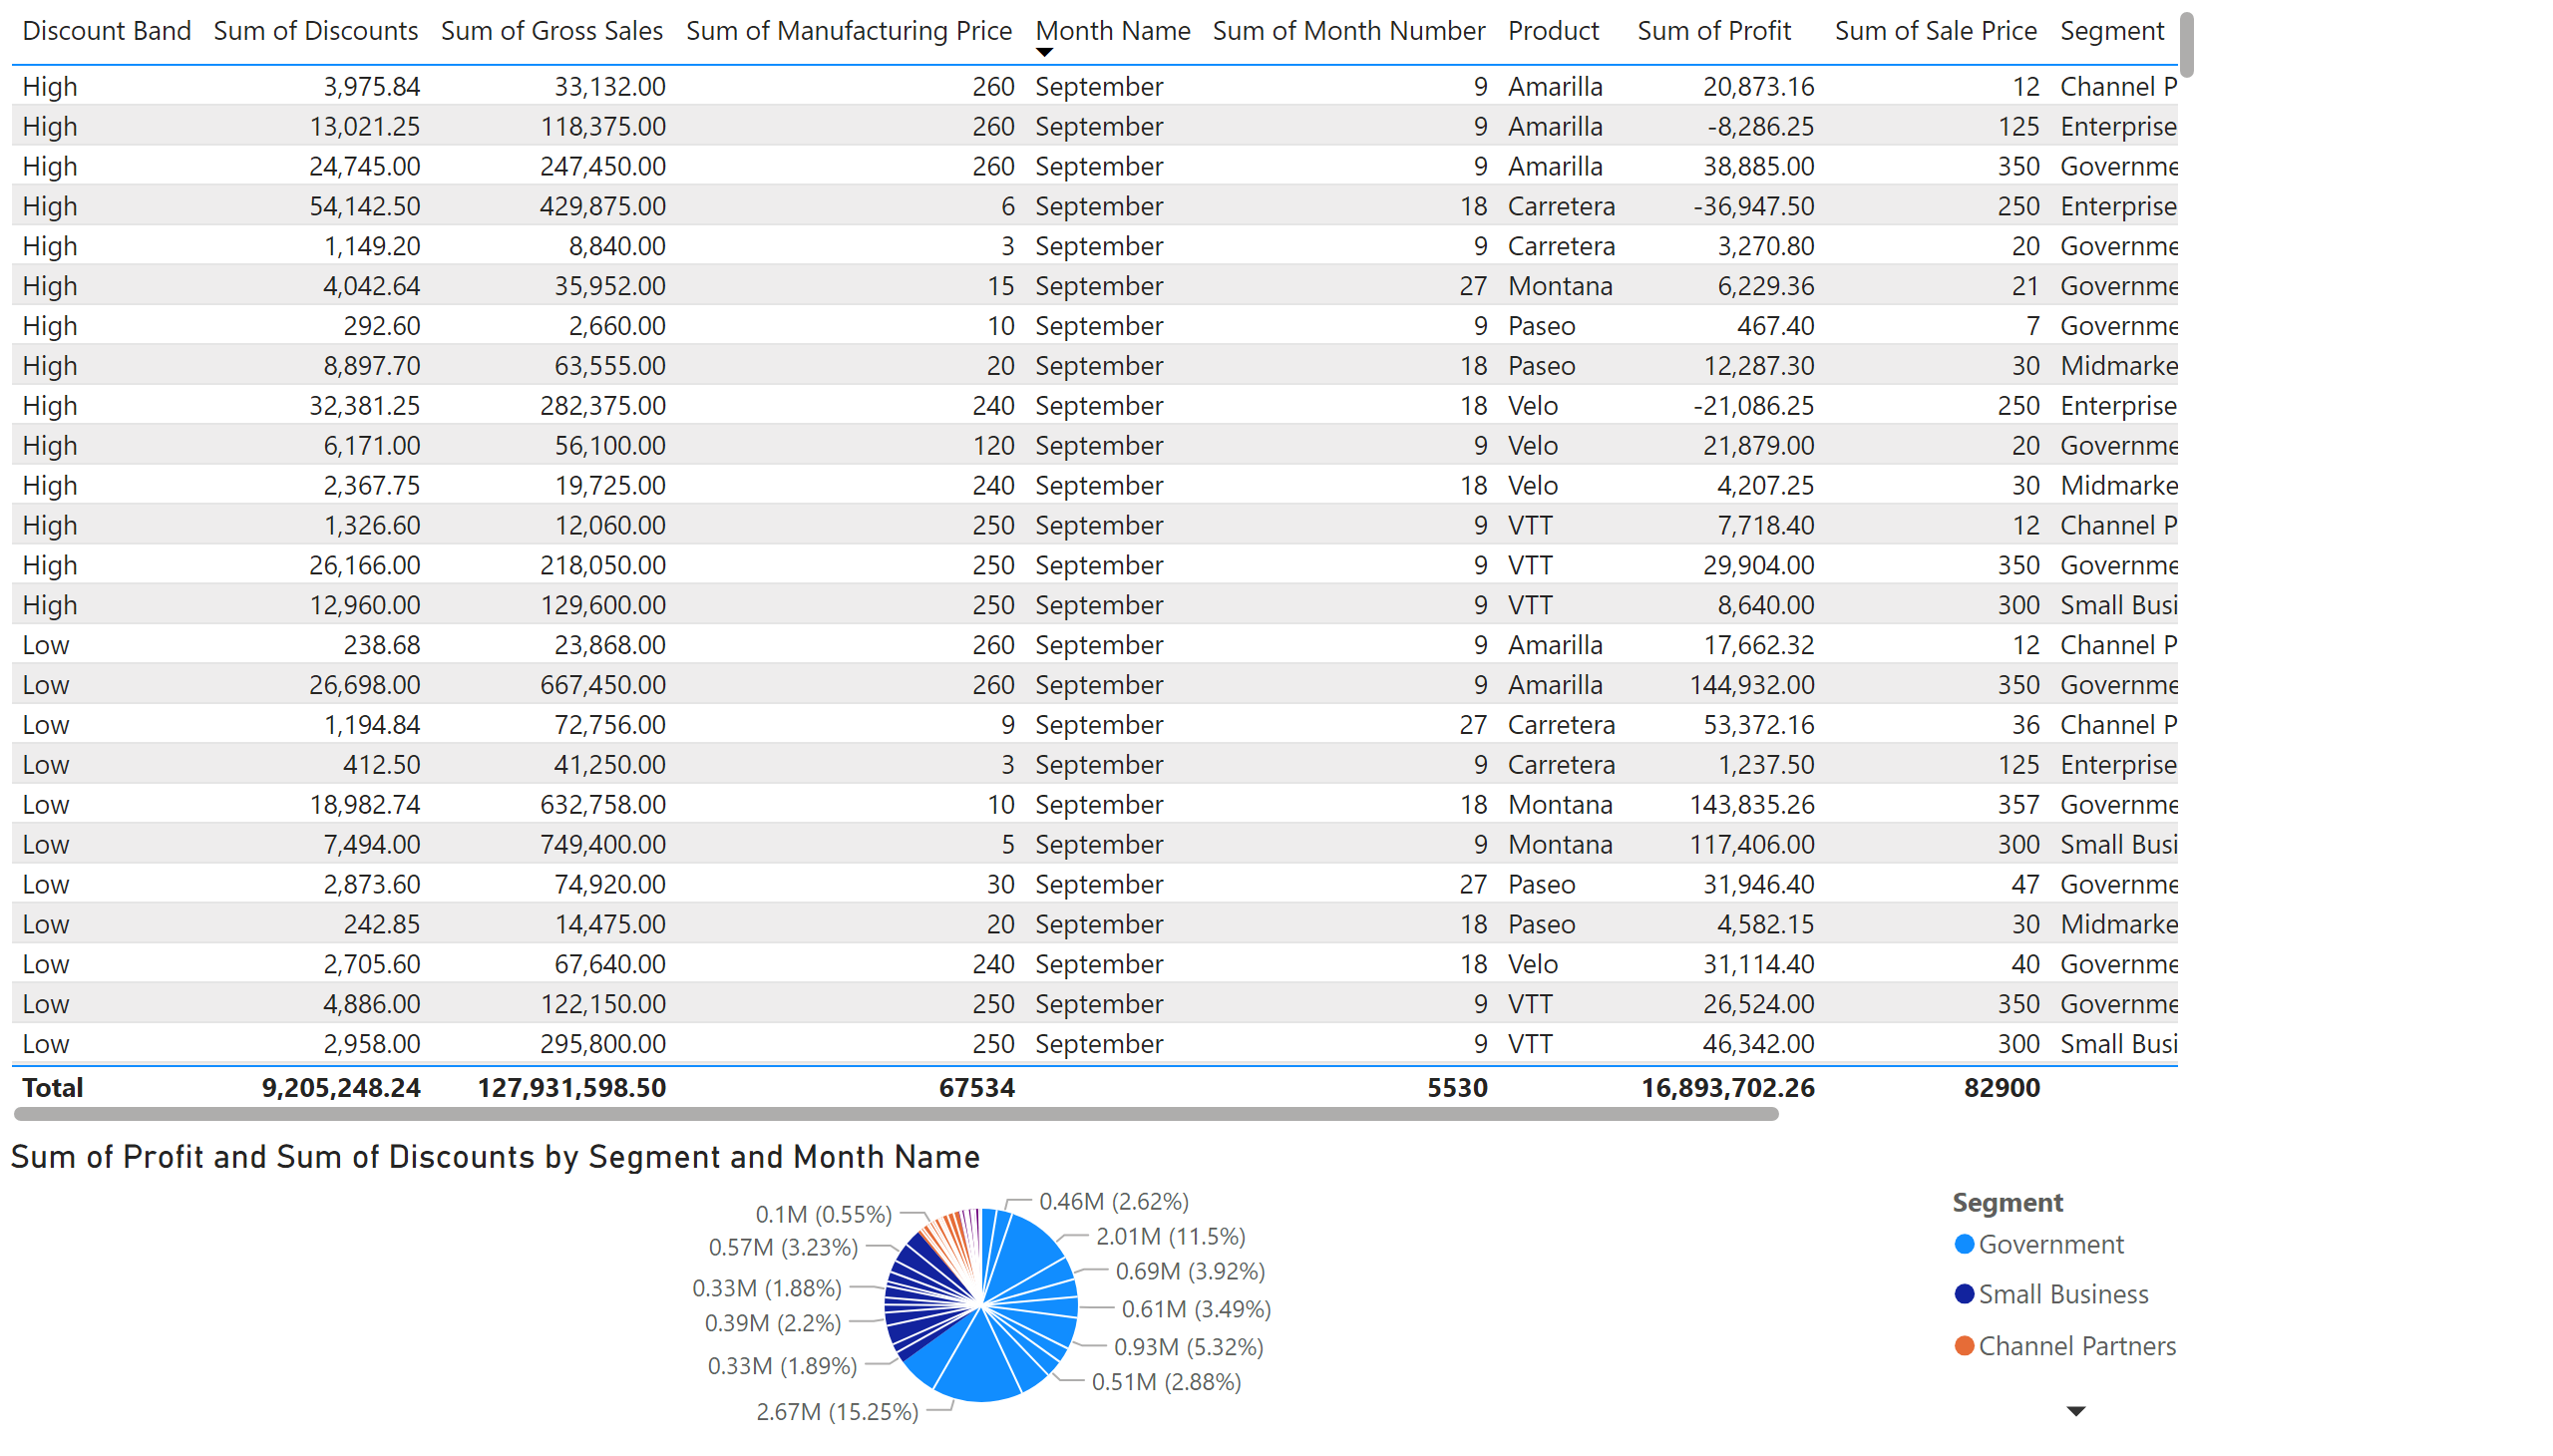 Discount Band Sum of Discounts Sum of Gross Sales Sum of Manufacturing Price Month Name Sum of Month Number Product Sum of Profit Sum of Sale Price Segment
High 3,975.84 33,132.00 260 September 9 Amarilla 20,873.16 12 Channel P
High 13,021.25 118,375.00 260 September 9 Amarilla -8,286.25 125 Enterprise
High 24,745.00 247,450.00 260 September 9 Amarilla 38,885.00 350 Governme
High 54,142.50 429,875.00 6 September 18 Carretera -36,947.50 250 Enterprise
High 1,149.20 8,840.00 3 September 9 Carretera 3,270.80 20 Governme
High 4,042.64 35,952.00 15 September 27 Montana 6,229.36 21 Governme
High 292.60 2,660.00 10 September 9 Paseo 467.40 7 Governme
High 8,897.70 63,555.00 20 September 18 Paseo 12,287.30 30 Midmarke
High 32,381.25 282,375.00 240 September 18 Velo -21,086.25 250 Enterprise
High 6,171.00 56,100.00 120 September 9 Velo 21,879.00 20 Governme
High 2,367.75 19,725.00 240 September 18 Velo 4,207.25 30 Midmarke
High 1,326.60 12,060.00 250 September 9 VTT 7,718.40 12 Channel P
High 26,166.00 218,050.00 250 September 9 VTT 29,904.00 350 Governme
High 12,960.00 129,600.00 250 September 9 VTT 8,640.00 300 Small Busi
Low 238.68 23,868.00 260 September 9 Amarilla 17,662.32 12 Channel P
Low 26,698.00 667,450.00 260 September 9 Amarilla 144,932.00 350 Governme
Low 1,194.84 72,756.00 9 September 27 Carretera 53,372.16 36 Channel P
Low 412.50 41,250.00 3 September 9 Carretera 1,237.50 125 Enterprise
Low 18,982.74 632,758.00 10 September 18 Montana 143,835.26 357 Governme
Low 7,494.00 749,400.00 5 September 9 Montana 117,406.00 300 Small Busi
Low 2,873.60 74,920.00 30 September 27 Paseo 31,946.40 47 Governme
Low 242.85 14,475.00 20 September 18 Paseo 4,582.15 30 Midmarke
Low 2,705.60 67,640.00 240 September 18 Velo 31,114.40 40 Governme
Low 4,886.00 122,150.00 250 September 9 VTT 26,524.00 350 Governme
Low 2,958.00 295,800.00 250 September 9 VTT 46,342.00 300 Small Busi
Total 9,205,248.24 127,931,598.50 67534 5530 16,893,702.26 82900
Sum of Profit and Sum of Discounts by Segment and Month Name
0.46M (2.62%)
2.01M (11.5%)
0.69M (3.92%)
0.61M (3.49%)
0.93M (5.32%)
0.51M (2.88%)
2.67M (15.25%)
0.33M (1.89%)
0.39M (2.2%)
0.33M (1.88%)
0.57M (3.23%)
0.1M (0.55%)
Segment
Government
Small Business
Channel Partners